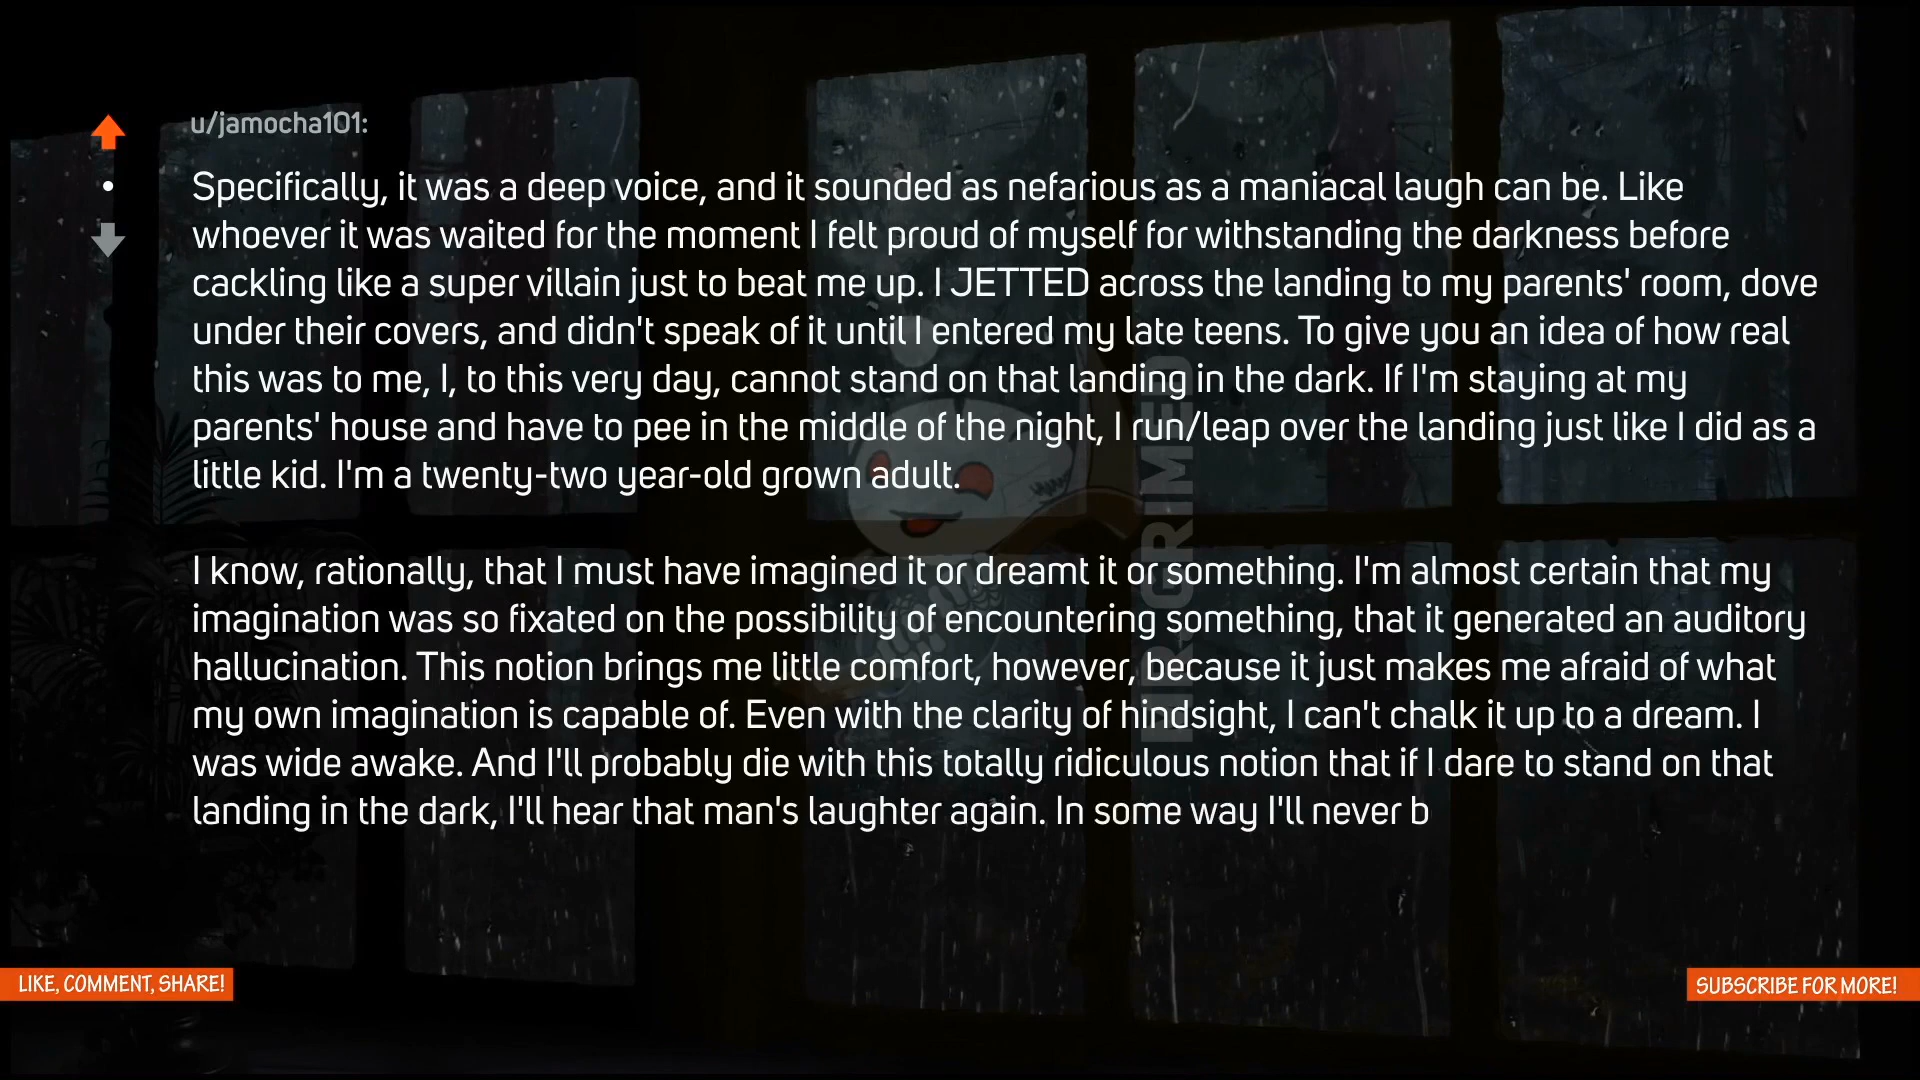 u/jamocha101:
Specifically, it was a deep voice, and it sounded as nefarious as a maniacal laugh can be. Like
whoever it was waited for the moment I felt proud of myself for withstanding the darkness before
cackling like a super villain just to beat me up. I JETTED across the landing to my parents' room, dove
under their covers, and didn't speak of it until I entered my late teens. To give you an idea of how real
this was to me, I, to this very day, cannot stand on that landing in the dark. If I'm staying at my
parents' house and have to pee in the middle of the night, I run/leap over the landing just like I did as a
little kid. I'm a twenty-two year-old grown adult.
I know, rationally, that I must have imagined it or dreamt it or something. I'm almost certain that my
imagination was so fixated on the possibility of encountering something, that it generated an auditory
hallucination. This notion brings me little comfort, however, because it just makes me afraid of what
my own imagination is capable of. Even with the clarity of hindsight, I can't chalk it up to a dream. I
was wide awake. And I'll probably die with this totally ridiculous notion that if I dare to stand on that
landing in the dark, I'll hear that man's laughter again. In some way I'll never b
LIKE, COMMENT, SHARE!
SUBSCRIBE FOR MORE!